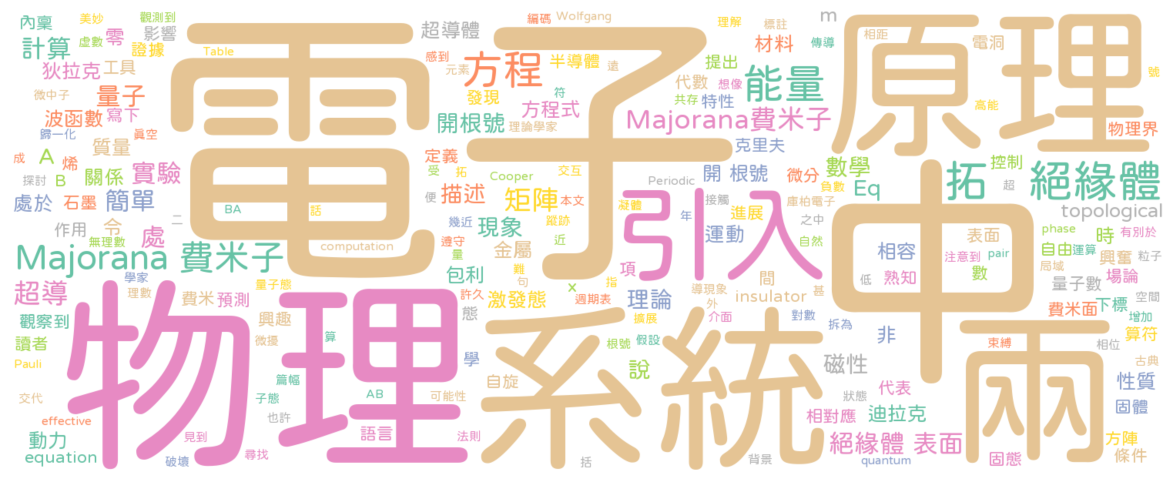 內稟 美妙 觀測到 編碼 Wolfgang 理解 標註 m
計算 虛數 零 影響 超導體 感到 傀 材料 相距 電洞
證據 Table 方程 半導體 提出 傳導 號
狄拉克 工具 元素 代數 想像 能量
微中子 量子 發現 符 共存 特性 高能
波函數 寫下 方程式 Majorana費米子
歸一化 真空 開根號 理論學家 克里夫 物理界
質量 電子 原理
成 A 烯 定義 交互 開 根號 微分 數學 控制
探討 B 關係 實驗 受 拓 Cooper Periodic 負數 拓 絕緣體
處於 石墨 簡單 描述 矩陣 本文 凝體 接觸 庫柏電子 Eq 超
BA 話 便 幾近 蹤跡 年 進展 之中 topological
作用 令 二 現象 遵守 近 引入 運動 自然 表面 phase 有別於
無理數 處 computation 量 金屬 相容 注意到 pair 自由 運算 時
Majorana 費米子 包利 難 項 間 熟知 數 興奮 粒子
學家 量子態 句 指 低 中 局域 場論
超導 理數 費米 預測 許久 激發態 x 週期表 理論 導現象 insulator 甚 量子數 空間
物理 態 外 費米面 下標
觀察到 興趣 擴展 介面 對數 拆為 非 增加
讀者 微擾 算 根號 假設 磁性 算符
Pauli 篇幅 學 系統 說 束縛 相位 古典
子態 AB 自旋 可能性 狀態 代表 兩 性質
交代 也許 相對應 迪拉克 固體
effective 語言 法則
動力 見到 絕緣體 表面 方陣
equation 破壞 尋找 括 背景 quantum 固態 條件